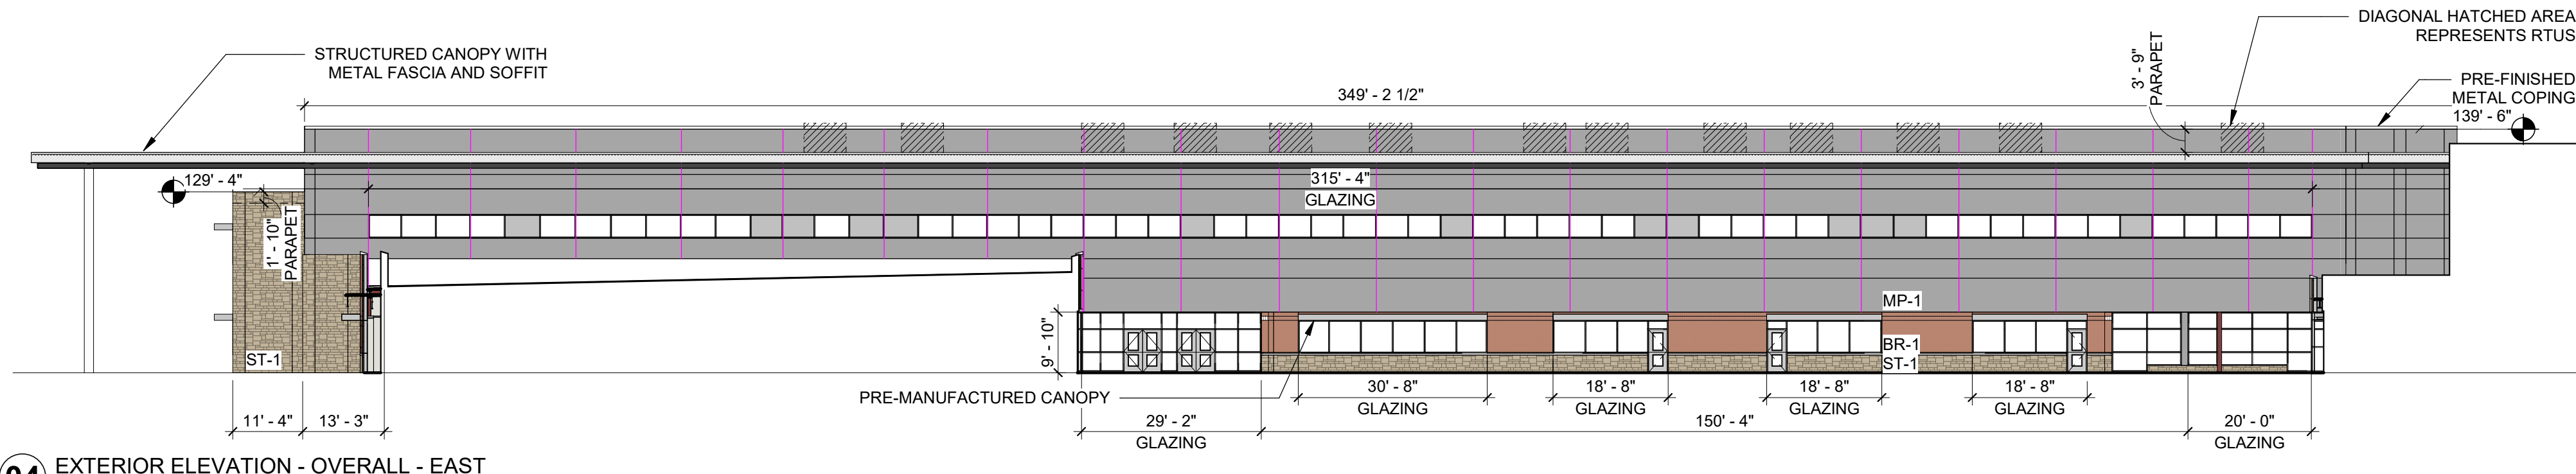 DIAGONAL HATCHED AREA
REPRESENTS RTUS
STRUCTURED CANOPY WITH
METAL FASCIA AND SOFFIT
3' - 9"
PARAPET
PRE-FINISHED
METAL COPING
349' - 2 1/2"
139' - 6"
129' - 4"
315' - 4"
GLAZING
1' - 10"
PARAPET
MP-1
9' - 10"
BR-1
ST-1
ST-1
30' - 8"
GLAZING
18' - 8"
GLAZING
18' - 8"
GLAZING
18' - 8"
GLAZING
PRE-MANUFACTURED CANOPY
11' - 4"
13' - 3"
29' - 2"
GLAZING
150' - 4"
20' - 0"
GLAZING
EXTERIOR ELEVATION - OVERALL - EAST